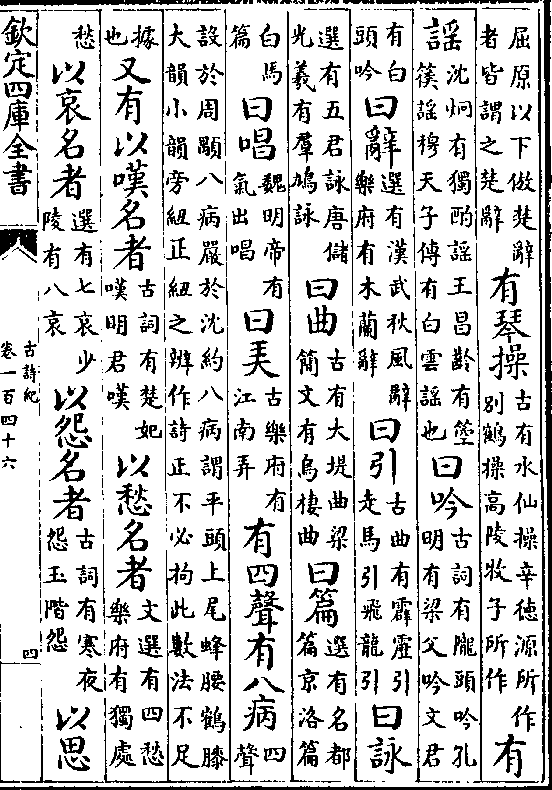 屈原以下倣楚辭者皆謂之楚辭有琴操古有水仙操辛徳源所作别鶴操高陵牧子所作有
謡沈炯有獨酌謡王昌齡有箜篌謡穆天子傳有白雲謡也曰吟古詞有隴頭吟孔明有梁父吟文君
有白頭吟曰辭選有漢武秋風辭樂府有木蘭辭曰引古曲有霹靂引走馬引飛龍引曰詠
選有五君詠唐儲光羲有羣鳩詠曰曲古有大堤曲梁簡文有烏棲曲曰篇選有名都篇京洛篇
白馬篇曰唱魏明帝有氣出唱曰弄古樂府有江南弄有四聲有八病四聲
設於周顒八病嚴於沈約八病謂平頭上尾蜂腰鶴膝大韻小韻旁紐正紐之辨作詩正不必拘此數法不足
據也又有以嘆名者古詞有楚妃嘆明君嘆以愁名者文選有四愁樂府有獨處
愁以哀名者選有七哀少陵有八哀以怨名者古詞有寒夜怨玉階怨以思
欽定四庫全書
古詩紀
卷一百四十六
四